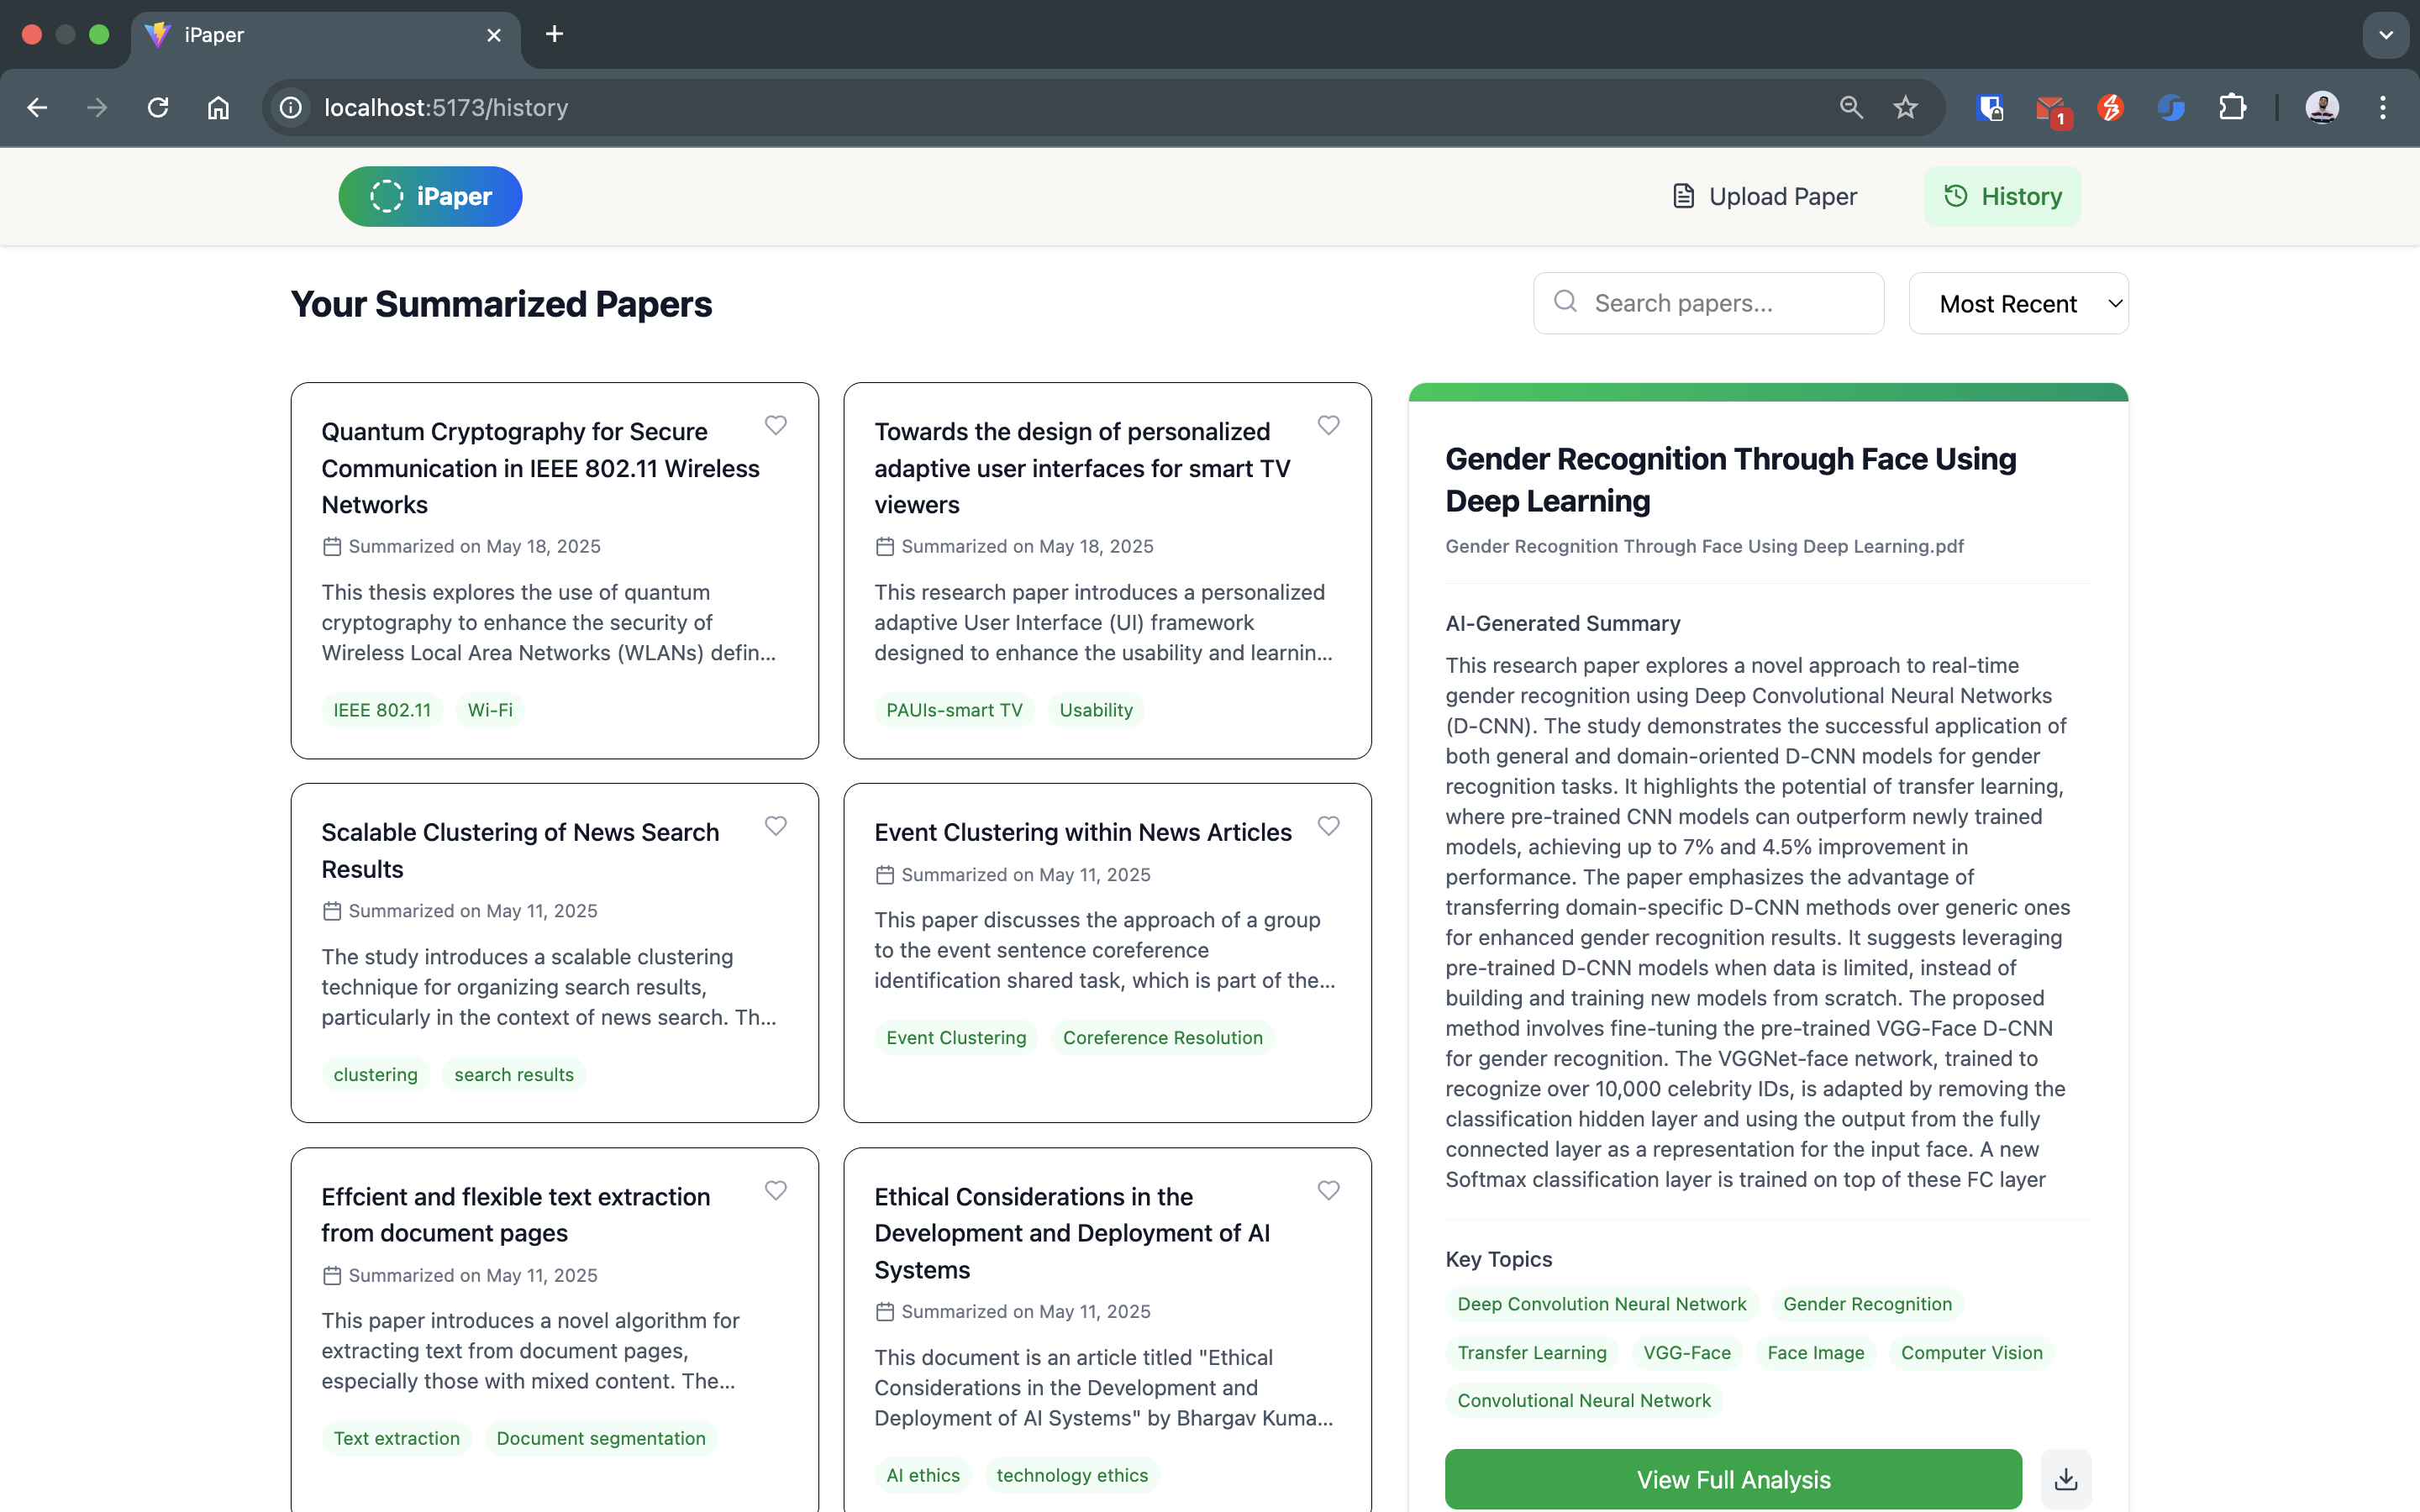 iPaper
localhost:5173/history
1
iPaper
Upload Paper
History
Your Summarized Papers
Search papers...
Most Recent
Quantum Cryptography for Secure
Communication in IEEE 802.11 Wireless
Networks
Summarized on May 18, 2025
This thesis explores the use of quantum
cryptography to enhance the security of
Wireless Local Area Networks (WLANs) defin...
IEEE 802.11
Wi-Fi
Towards the design of personalized
adaptive user interfaces for smart TV
viewers
Summarized on May 18, 2025
This research paper introduces a personalized
adaptive User Interface (UI) framework
designed to enhance the usability and learnin...
PAUIs-smart TV
Usability
Scalable Clustering of News Search
Results
Summarized on May 11, 2025
The study introduces a scalable clustering
technique for organizing search results,
particularly in the context of news search. Th...
clustering
search results
Event Clustering within News Articles
Summarized on May 11, 2025
This paper discusses the approach of a group
to the event sentence coreference
identification shared task, which is part of the...
Event Clustering
Coreference Resolution
Effcient and flexible text extraction
from document pages
Summarized on May 11, 2025
This paper introduces a novel algorithm for
extracting text from document pages,
especially those with mixed content. The...
Text extraction
Document segmentation
Ethical Considerations in the
Development and Deployment of AI
Systems
Summarized on May 11, 2025
This document is an article titled "Ethical
Considerations in the Development and
Deployment of AI Systems" by Bhargav Kuma...
AI ethics
technology ethics
Gender Recognition Through Face Using
Deep Learning
Gender Recognition Through Face Using Deep Learning.pdf
AI-Generated Summary
This research paper explores a novel approach to real-time
gender recognition using Deep Convolutional Neural Networks
(D-CNN). The study demonstrates the successful application of
both general and domain-oriented D-CNN models for gender
recognition tasks. It highlights the potential of transfer learning,
where pre-trained CNN models can outperform newly trained
models, achieving up to 7% and 4.5% improvement in
performance. The paper emphasizes the advantage of
transferring domain-specific D-CNN methods over generic ones
for enhanced gender recognition results. It suggests leveraging
pre-trained D-CNN models when data is limited, instead of
building and training new models from scratch. The proposed
method involves fine-tuning the pre-trained VGG-Face D-CNN
for gender recognition. The VGGNet-face network, trained to
recognize over 10,000 celebrity IDs, is adapted by removing the
classification hidden layer and using the output from the fully
connected layer as a representation for the input face. A new
Softmax classification layer is trained on top of these FC layer
Key Topics
Deep Convolution Neural Network
Gender Recognition
Transfer Learning
VGG-Face
Face Image
Computer Vision
Convolutional Neural Network
View Full Analysis